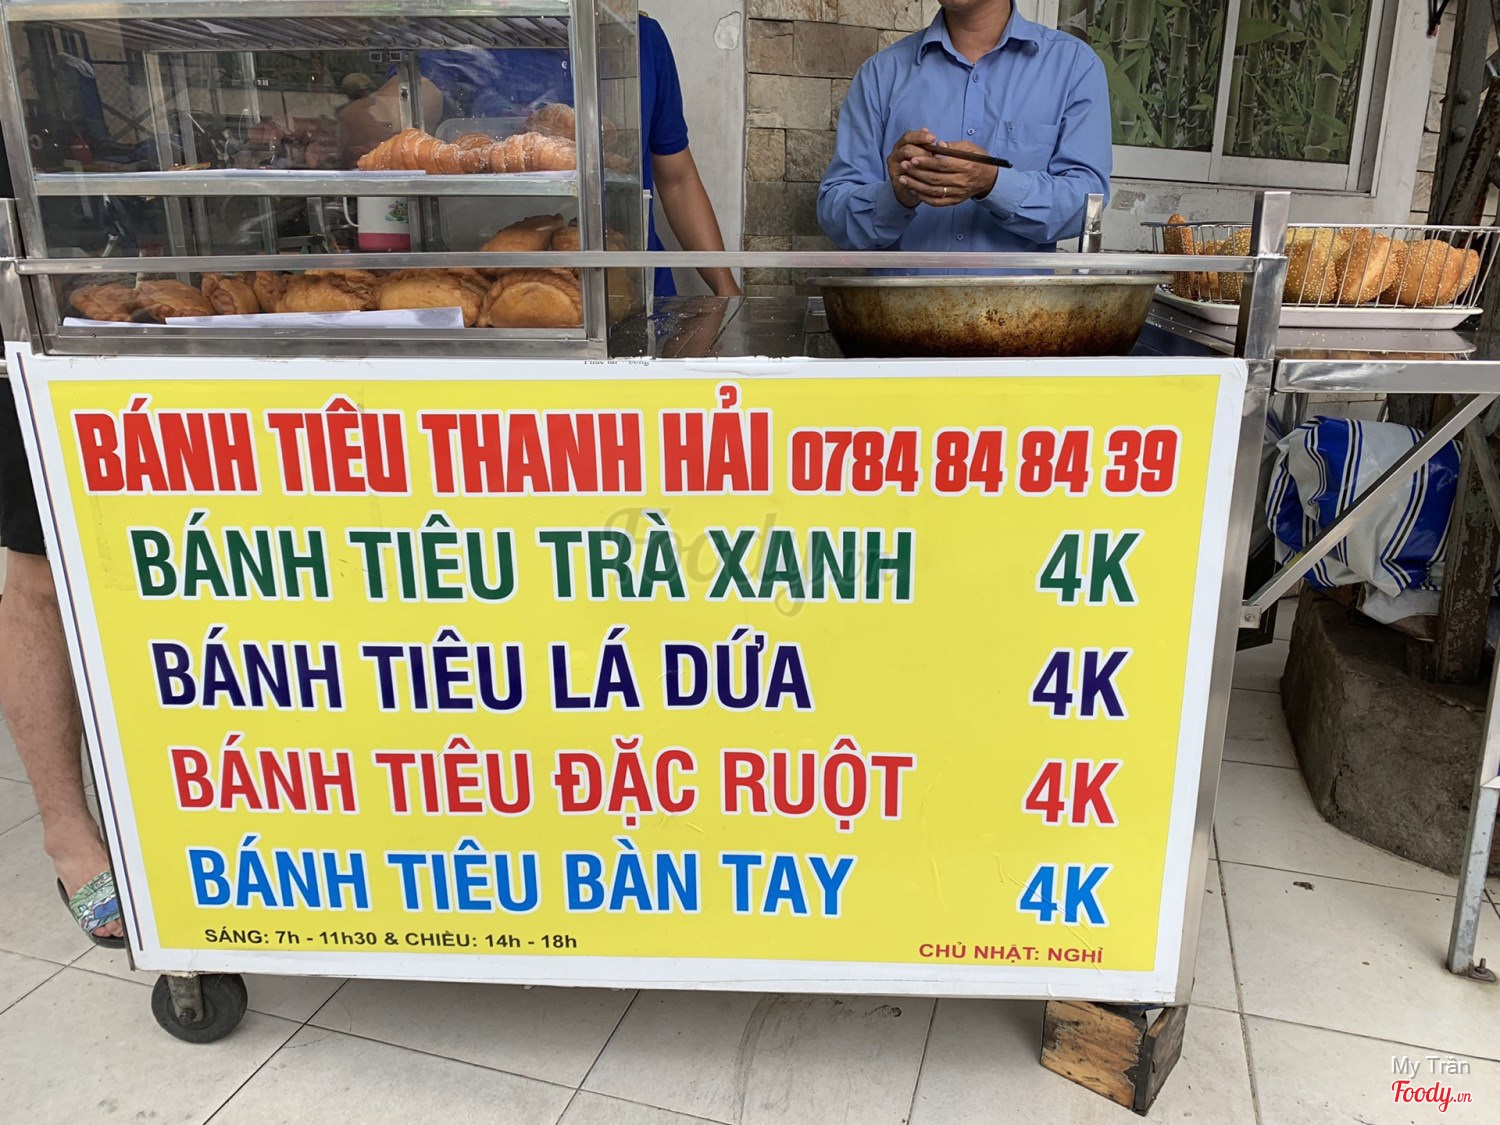 BÁNH TIÊU THANH HẢI 0784 84 84 39
BÁNH TIÊU TRÀ XANH 4K
BÁNH TIÊU LÁ DỨA 4K
BÁNH TIÊU ĐẶC RUỘT 4K
BÁNH TIÊU BÀN TAY 4K
SÁNG: 7h - 11h30 & CHIỀU: 14h - 18h
CHỦ NHẬT: NGHỈ
Foody.vn
My Trần
Foody.vn